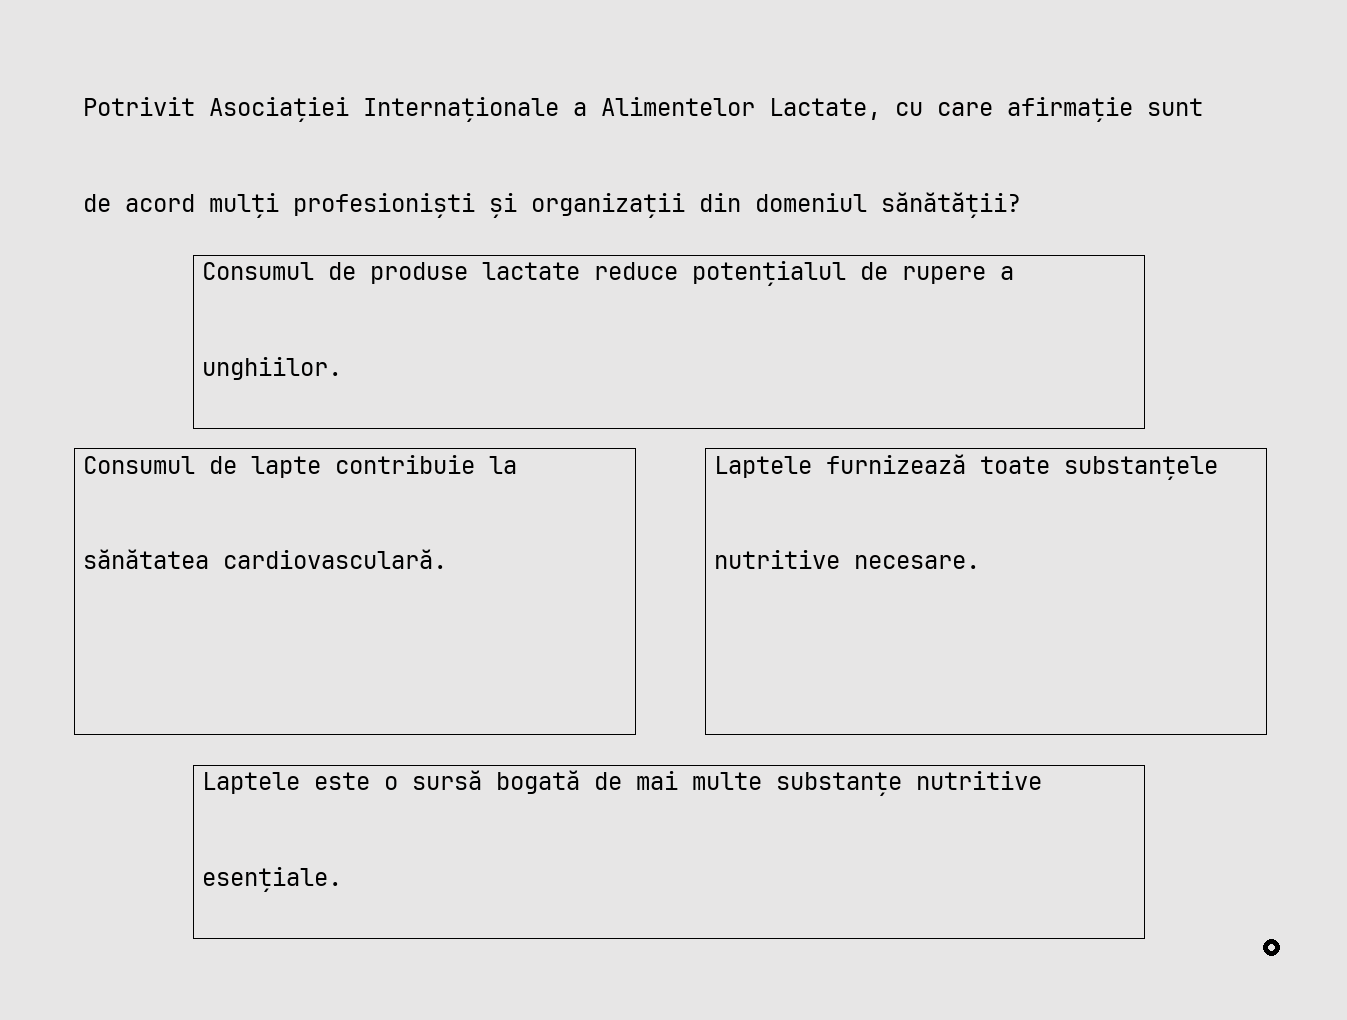 Potrivit Asociației Internaționale a Alimentelor Lactate, cu care afirmație sunt
de acord mulți profesioniști și organizații din domeniul sănătății?
Consumul de produse lactate reduce potențialul de rupere a
unghiilor.
Consumul de lapte contribuie la
sănătatea cardiovasculară.
Laptele furnizează toate substanțele
nutritive necesare.
Laptele este o sursă bogată de mai multe substanțe nutritive
esențiale.